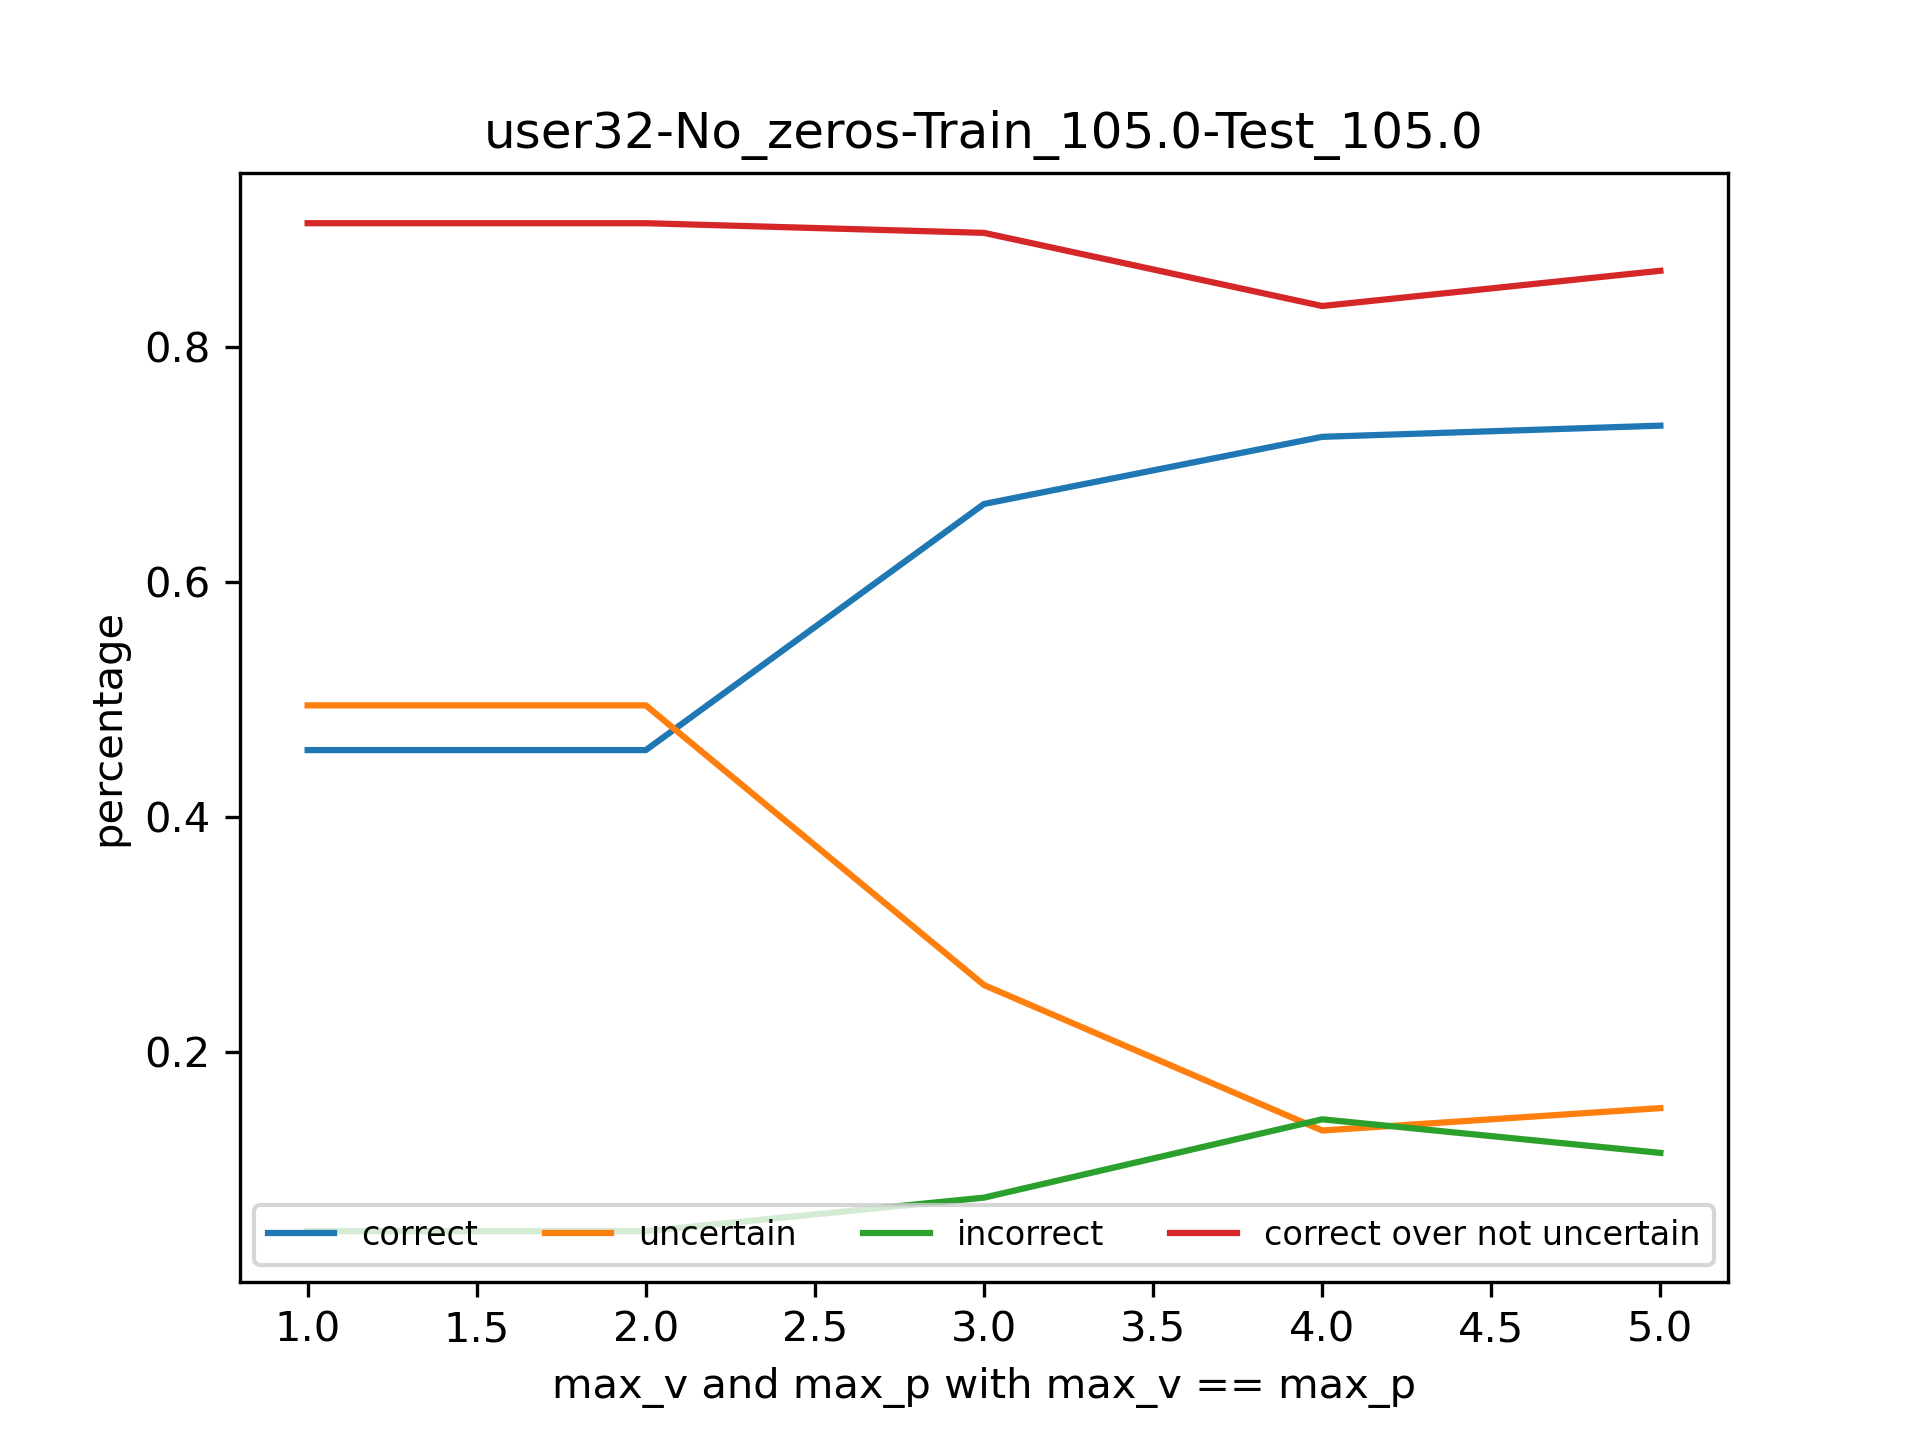 user32-No_zeros-Train_105.0-Test_105.0
percentage
0.8
0.6
0.4
0.2
correct uncertain incorrect correct over not uncertain
1.0 1.5 2.0 2.5 3.0 3.5 4.0 4.5 5.0
max_v and max_p with max_v == max_p